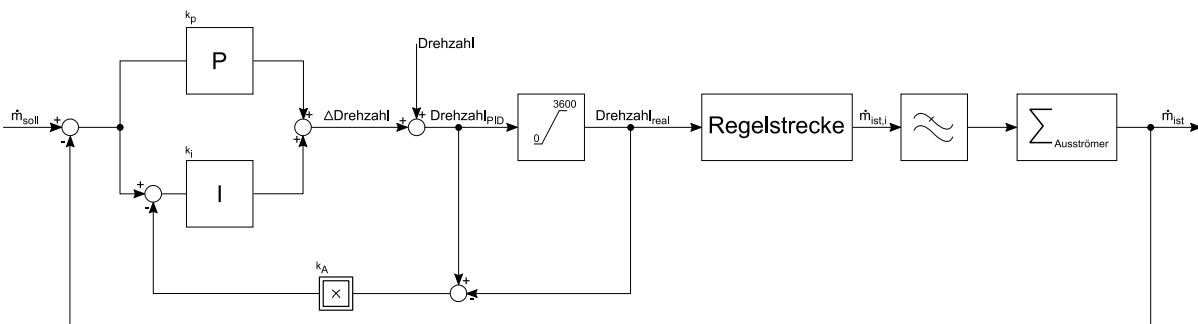 kp
P
Drehzahl
ṁsoll
+
-
+
+
ΔDrehzahl
+
+
DrehzahlPID
3600
0
Drehzahlreal
Regelstrecke
ṁist,i
∑ Ausströmer
ṁist
ki
+
-
I
kA
×
+
-